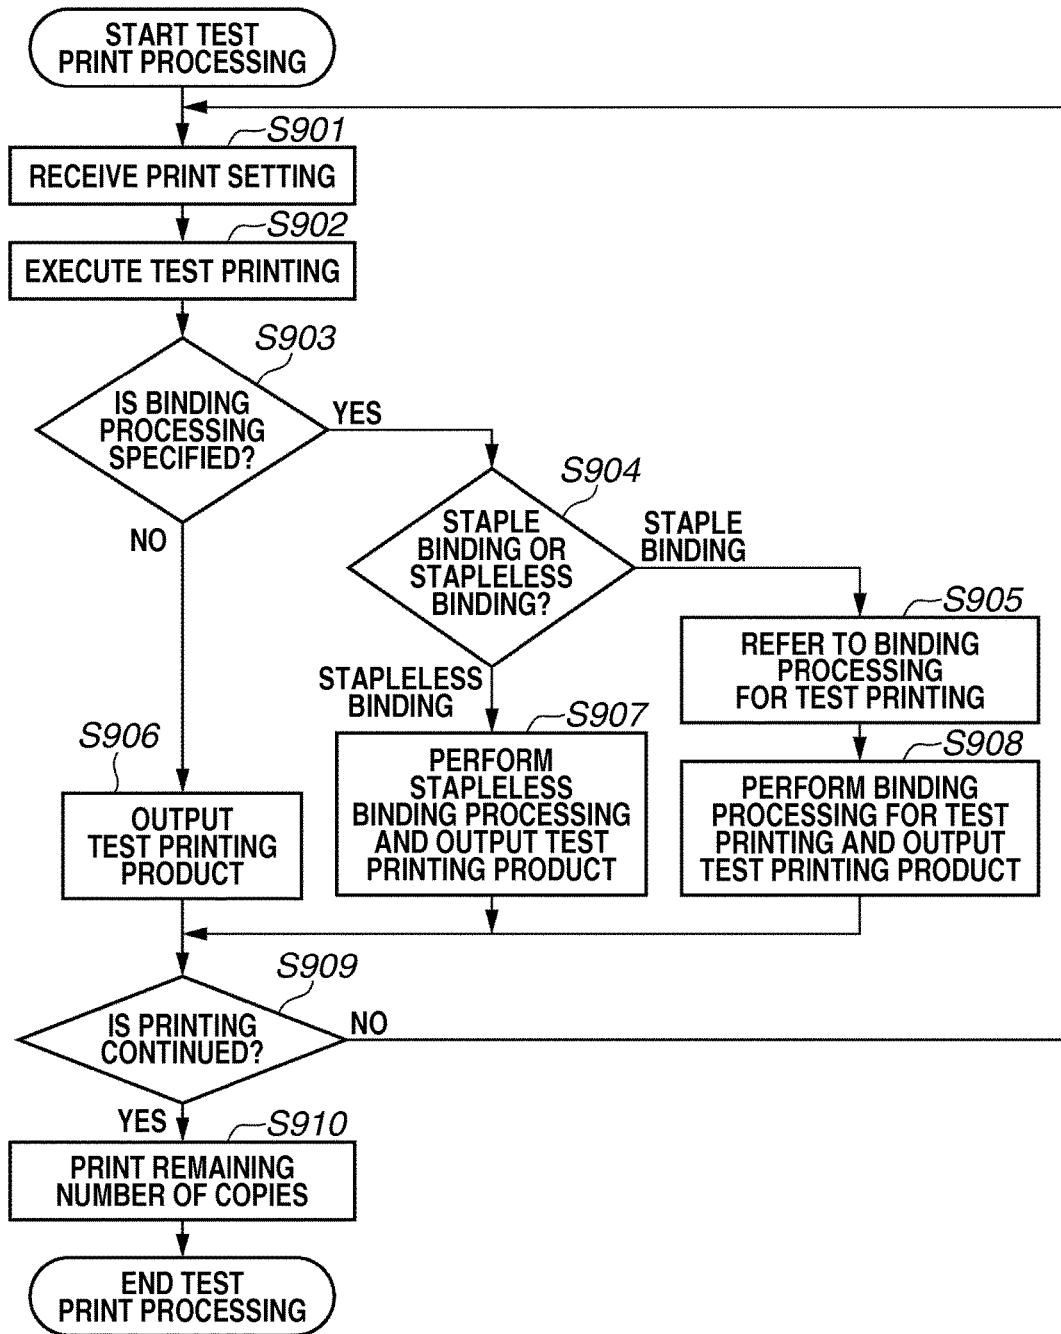 START TEST
PRINT PROCESSING
S901
RECEIVE PRINT SETTING
S902
EXECUTE TEST PRINTING
S903
IS BINDING
PROCESSING
SPECIFIED?
YES
NO
S904
STAPLE
BINDING OR
STAPLELESS
BINDING?
STAPLE
BINDING
STAPLELESS
BINDING
S905
REFER TO BINDING
PROCESSING
FOR TEST PRINTING
S906
OUTPUT
TEST PRINTING
PRODUCT
S907
PERFORM
STAPLELESS
BINDING PROCESSING
AND OUTPUT TEST
PRINTING PRODUCT
S908
PERFORM BINDING
PROCESSING FOR TEST
PRINTING AND OUTPUT
TEST PRINTING PRODUCT
S909
IS PRINTING
CONTINUED?
NO
YES
S910
PRINT REMAINING
NUMBER OF COPIES
END TEST
PRINT PROCESSING